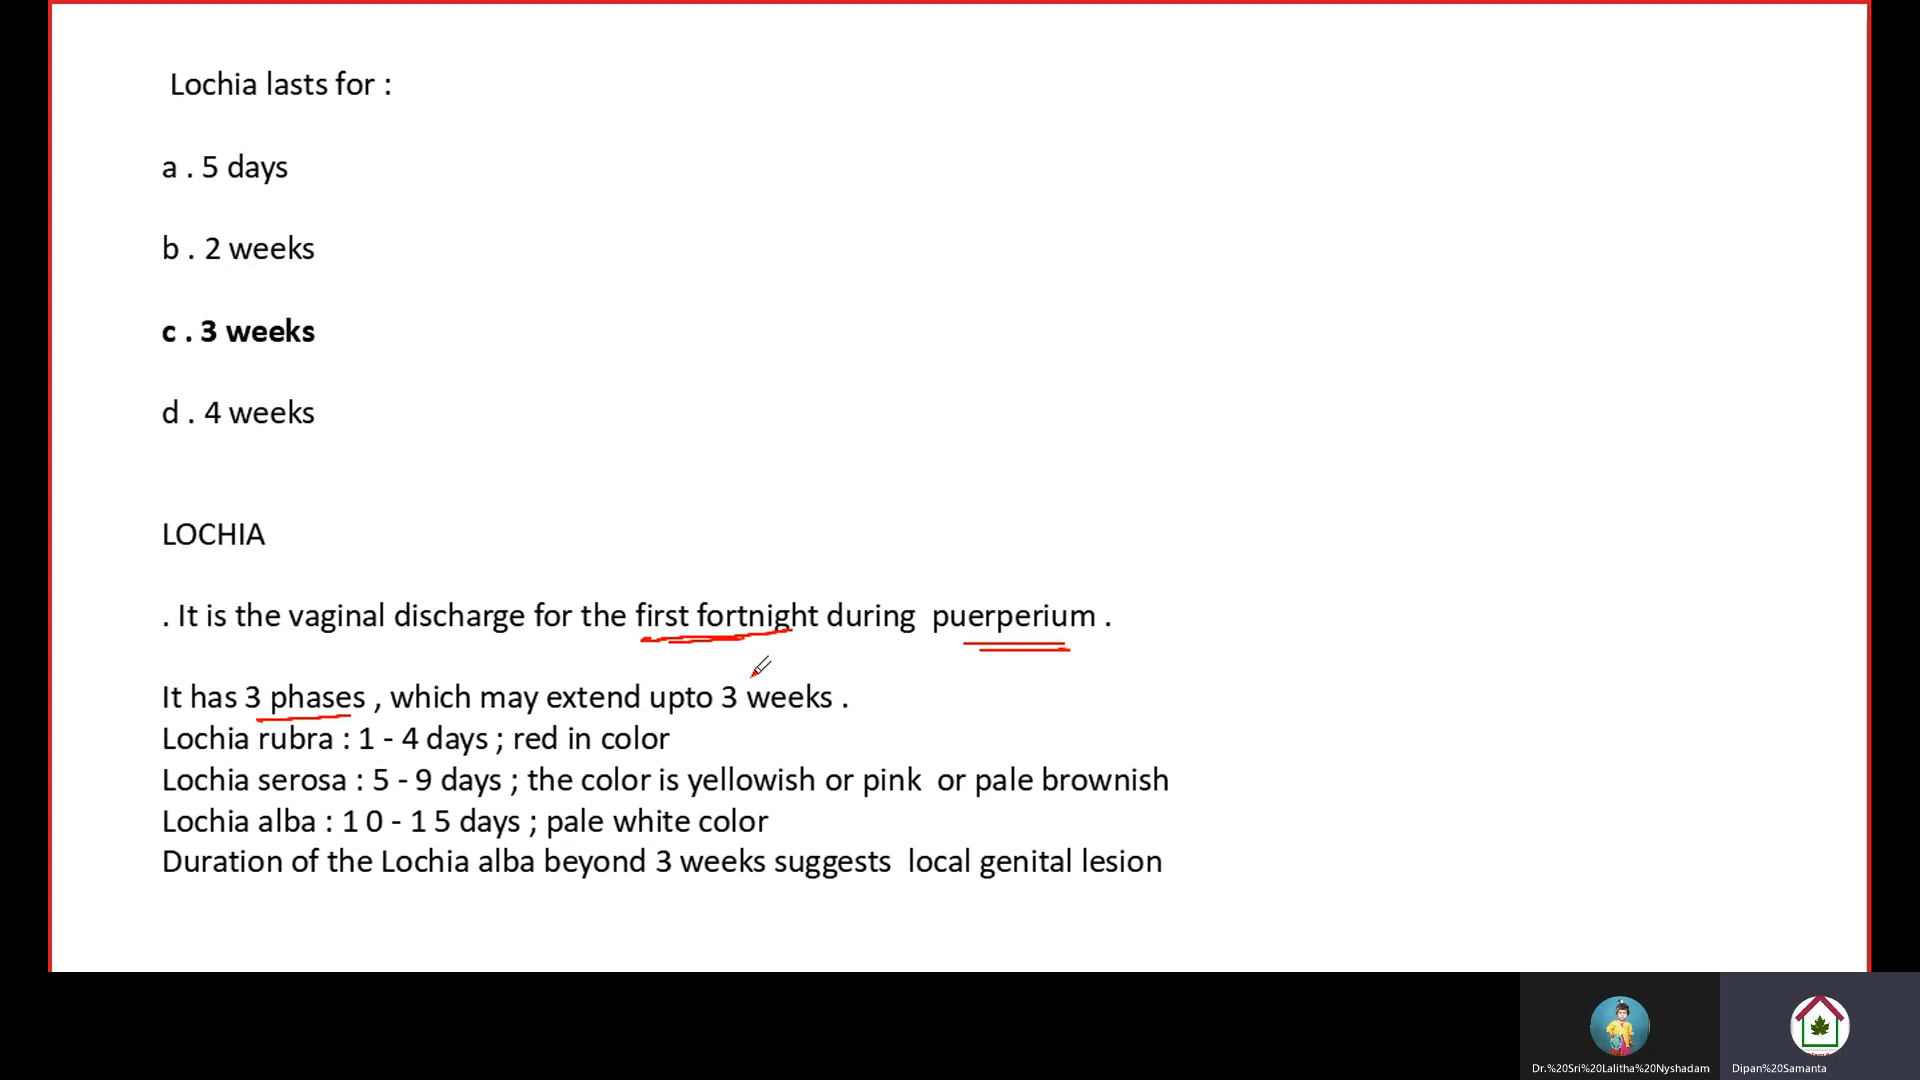 Lochia lasts for :
a . 5 days
b . 2 weeks
c . 3 weeks
d . 4 weeks
LOCHIA
. It is the vaginal discharge for the first fortnight during  puerperium .
It has 3 phases , which may extend upto 3 weeks .
Lochia rubra : 1 - 4 days ; red in color
Lochia serosa : 5 - 9 days ; the color is yellowish or pink  or pale brownish
Lochia alba : 1 0 - 1 5 days ; pale white color
Duration of the Lochia alba beyond 3 weeks suggests  local genital lesion
Dr.%20Sri%20Lalitha%20Nyshadam
Dipan%20Samanta